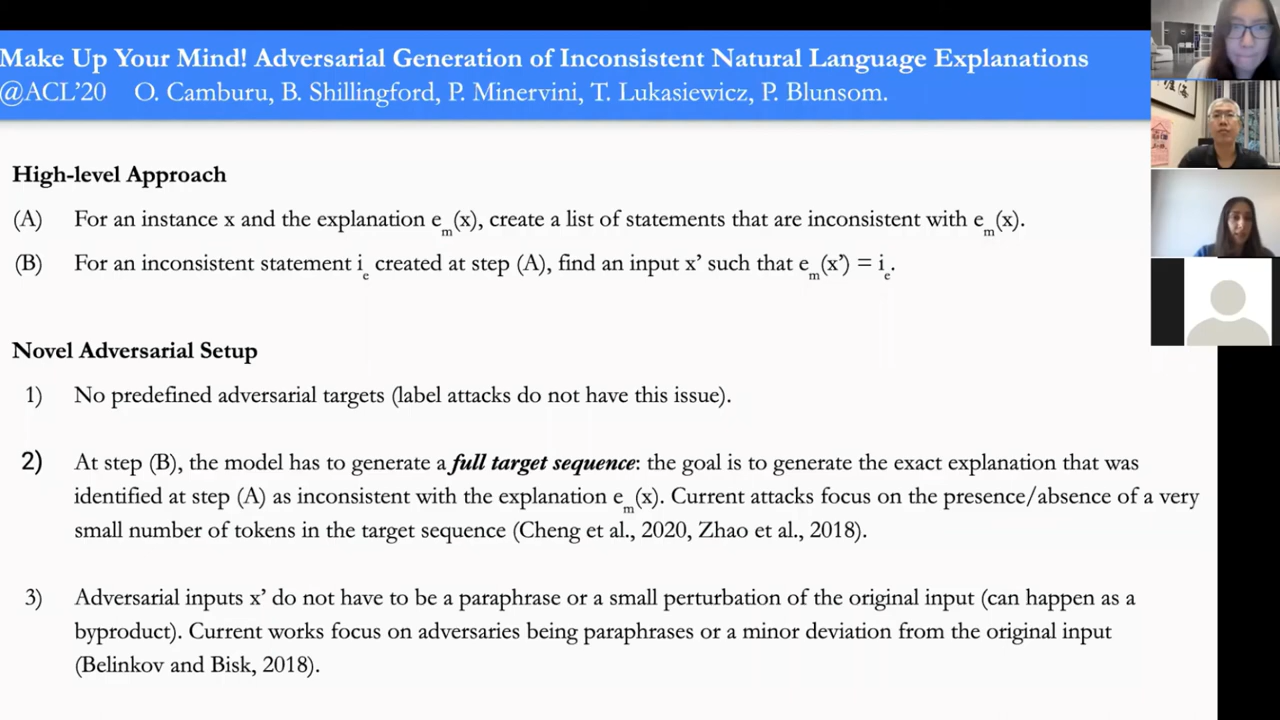 Make Up Your Mind! Adversarial Generation of Inconsistent Natural Language Explanations
@ACL'20 O. Camburu, B. Shillingford, P. Minervini, T. Lukasiewicz, P. Blunsom.
High-level Approach
(A) For an instance x and the explanation e_m(x), create a list of statements that are inconsistent with e_m(x).
(B) For an inconsistent statement i_e created at step (A), find an input x' such that e_m(x') = i_e.
Novel Adversarial Setup
1) No predefined adversarial targets (label attacks do not have this issue).
2) At step (B), the model has to generate a full target sequence: the goal is to generate the exact explanation that was
identified at step (A) as inconsistent with the explanation e_m(x). Current attacks focus on the presence/absence of a very
small number of tokens in the target sequence (Cheng et al., 2020, Zhao et al., 2018).
3) Adversarial inputs x' do not have to be a paraphrase or a small perturbation of the original input (can happen as a
byproduct). Current works focus on adversaries being paraphrases or a minor deviation from the original input
(Belinkov and Bisk, 2018).